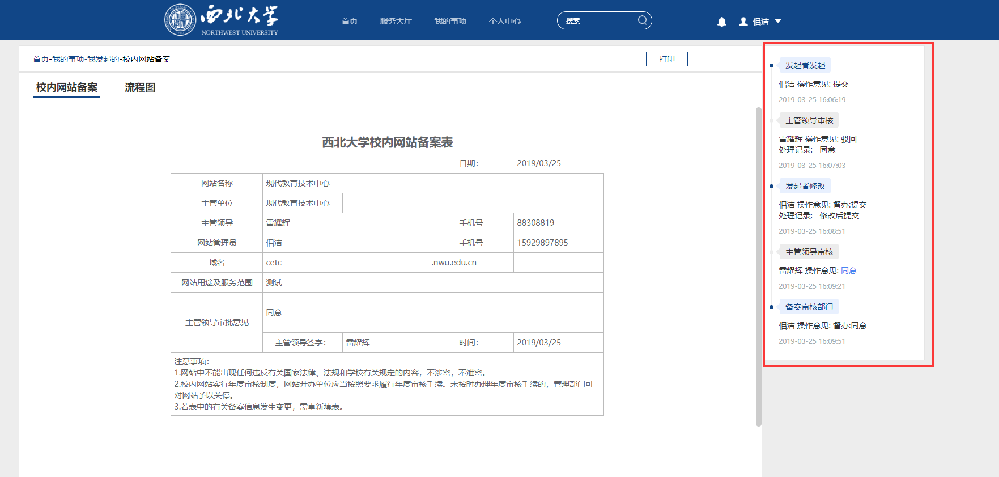 西北大学
NORTHWEST UNIVERSITY
首页 服务大厅 我的事项 个人中心 搜索 但洁
首页-我的事项-我发起的-校内网站备案 打印
校内网站备案 流程图
西北大学校内网站备案表
日期： 2019/03/25
网站名称 现代教育技术中心
主管单位 现代教育技术中心
主管领导 雷耀辉 手机号 88308819
网站管理员 但洁 手机号 15929897895
域名 cetc .nwu.edu.cn
网站用途及服务范围 测试
主管领导审批意见 同意
主管领导签字： 雷耀辉 时间： 2019/03/25
注意事项：
1.网站中不能出现任何违反有关国家法律、法规和学校有关规定的内容，不涉密，不泄密。
2.校内网站实行年度审核制度，网站开办单位应当按照要求履行年度审核手续。未按时办理年度审核手续的，管理部门可
对网站予以关停。
3.若表中的有关备案信息发生变更，需重新填表。
发起者发起
但洁 操作意见: 提交
2019-03-25 16:06:19
主管领导审核
雷耀辉 操作意见: 驳回
处理记录: 同意
2019-03-25 16:07:03
发起者修改
但洁 操作意见: 督办:提交
处理记录: 修改后提交
2019-03-25 16:08:51
主管领导审核
雷耀辉 操作意见: 同意
2019-03-25 16:09:21
备案审核部门
但洁 操作意见: 督办:同意
2019-03-25 16:09:51